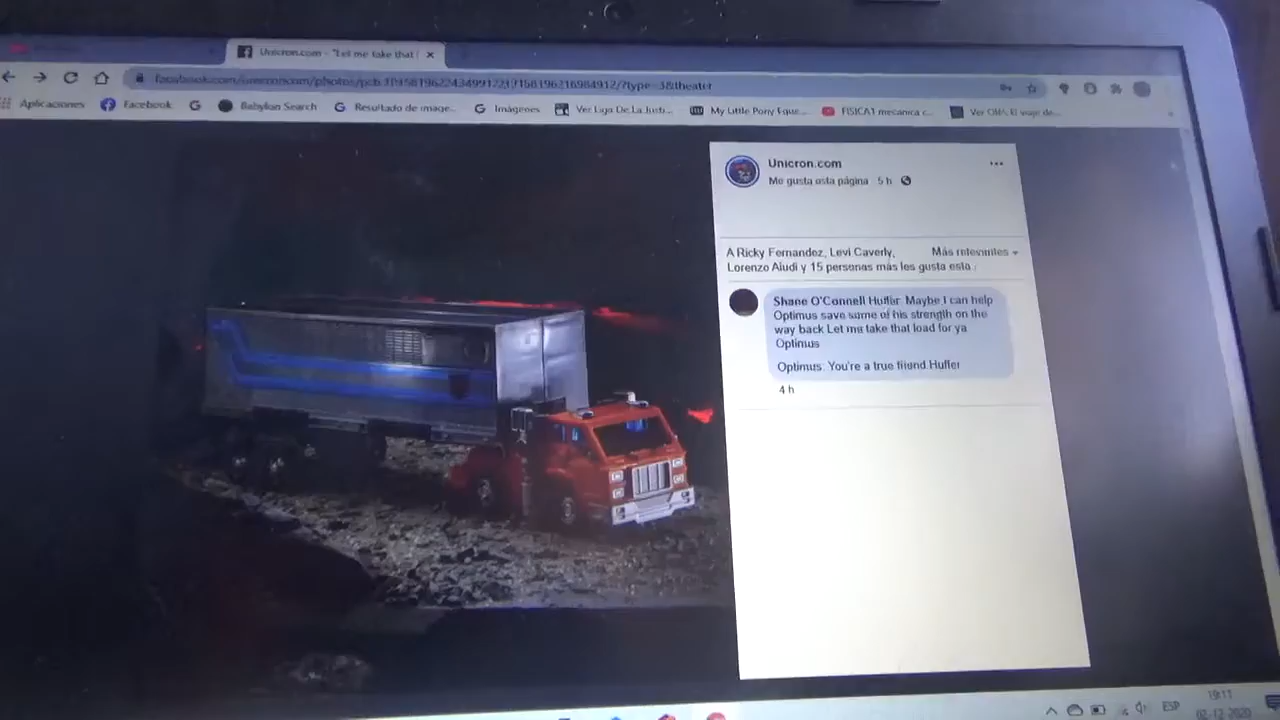 Unicron.com - "Let me take that l
Aplicaciones
Facebook
Babylon Search
Resultado de image...
Imágenes
Ver Liga De La Justi...
My Little Pony Eque...
FISICA1 mecanica c...
Unicron.com
Me gusta esta página · 5 h
A Ricky Fernandez, Levi Caverly,
Lorenzo Aiudi y 15 personas más les gusta esto.
Más relevantes
Shane O'Connell Huffer: Maybe I can help
Optimus save some of his strength on the
way back Let me take that load for ya
Optimus
Optimus: You're a true friend Huffer
4 h
ESP
19:11
02-12-2020